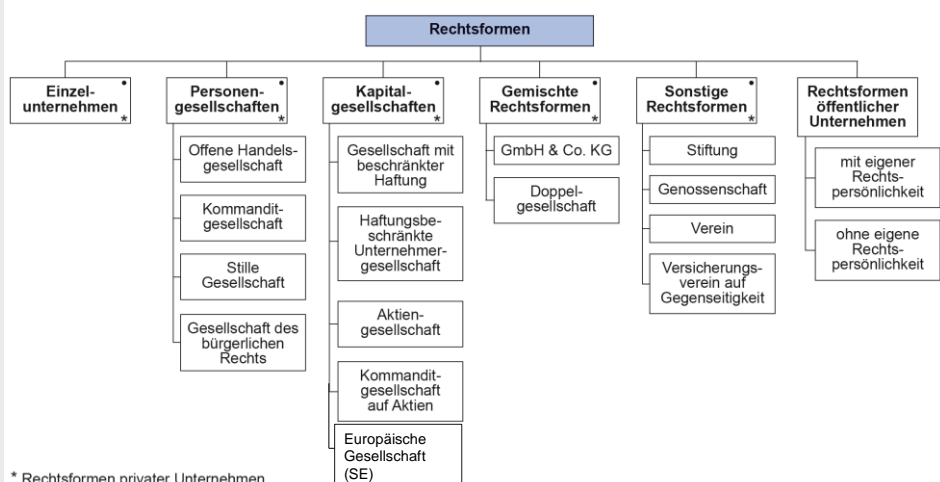 Rechtsformen
Einzel-
unternehmen
•
*
Personen-
gesellschaften
•
*
Offene Handels-
gesellschaft
Kommandit-
gesellschaft
Stille
Gesellschaft
Gesellschaft des
bürgerlichen
Rechts
Kapital-
gesellschaften
•
*
Gesellschaft mit
beschränkter
Haftung
Haftungsbe-
schränkte
Unternehmer-
gesellschaft
Aktien-
gesellschaft
Kommandit-
gesellschaft
auf Aktien
Europäische
Gesellschaft
(SE)
Gemischte
Rechtsformen
•
*
GmbH & Co. KG
Doppel-
gesellschaft
Sonstige
Rechtsformen
•
*
Stiftung
Genossenschaft
Verein
Versicherungs-
verein auf
Gegenseitigkeit
Rechtsformen
öffentlicher
Unternehmen
mit eigener
Rechts-
persönlichkeit
ohne eigene
Rechts-
persönlichkeit
* Rechtsformen privater Unternehmen